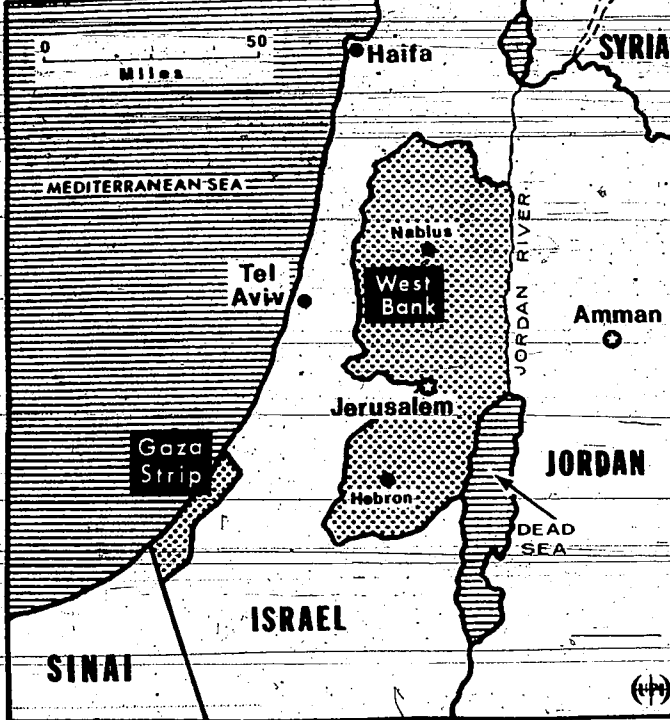 0 50
Miles
SYRIA
Haifa
MEDITERRANEAN SEA
Nablus
Tel
Aviv
West
Bank
JORDAN RIVER
Amman
Jerusalem
Gaza
Strip
JORDAN
Hebron
DEAD
SEA
ISRAEL
SINAI
(UPI)